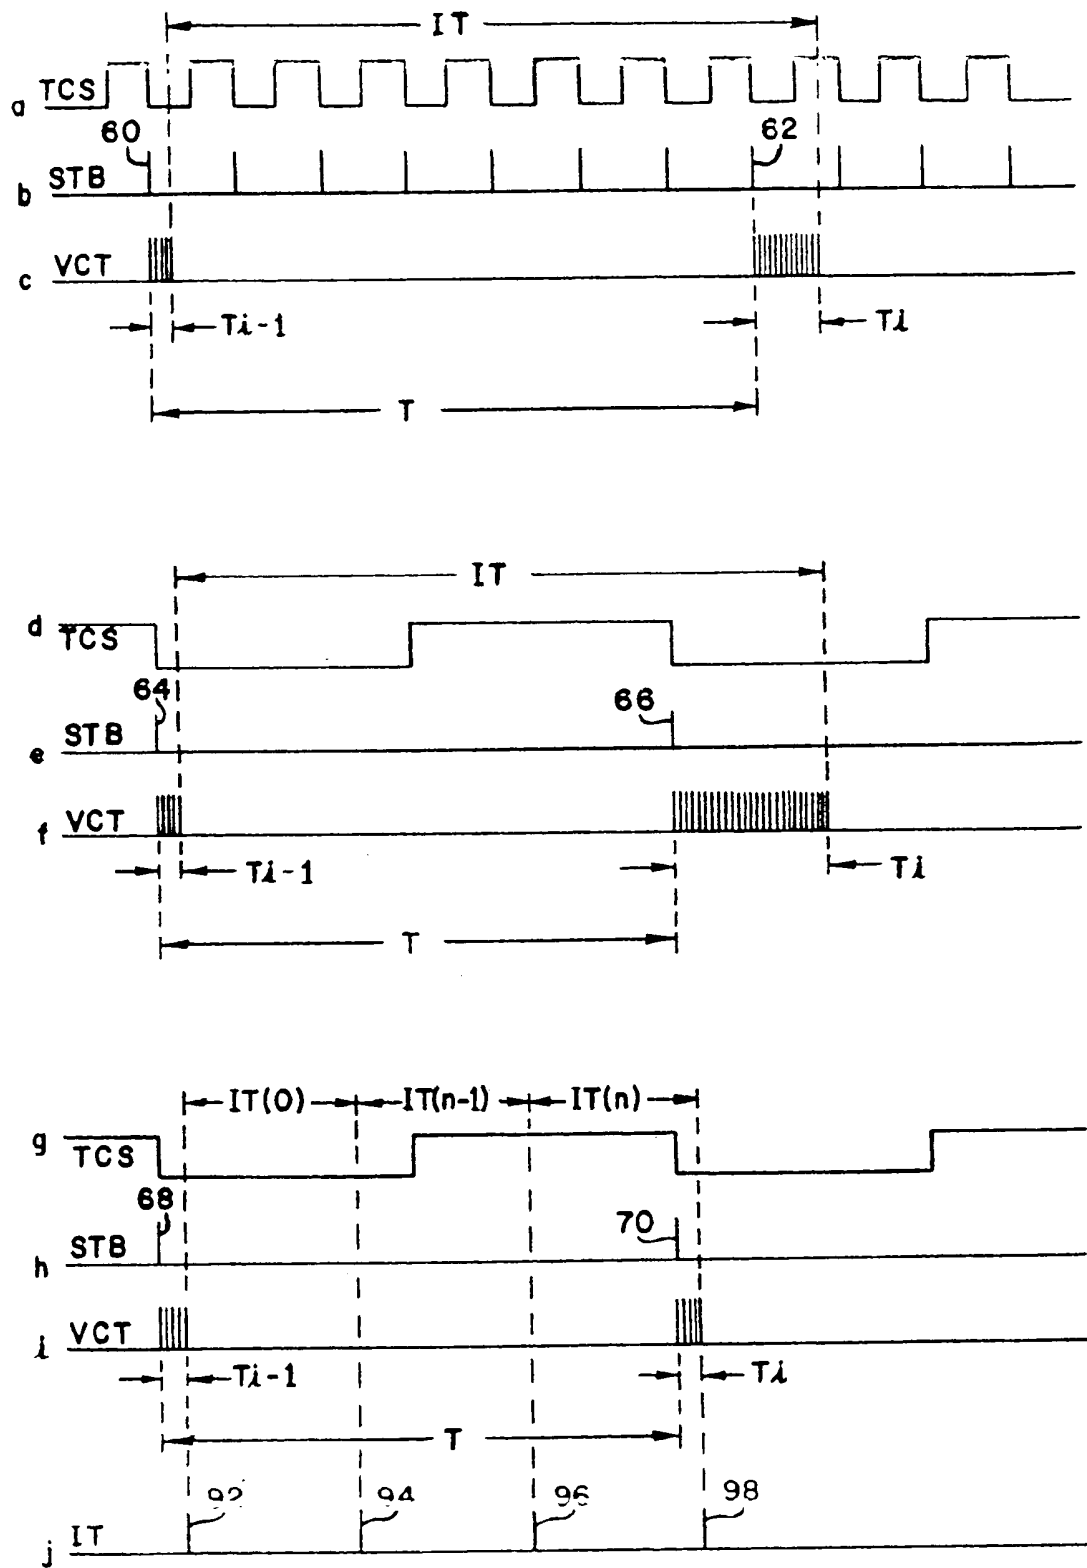 IT
a TCS
60
62
b STB
c VCT
Ti-1
Ti
T
IT
d TCS
64
66
e STB
f VCT
Ti-1
Ti
T
IT(0) IT(n-1) IT(n)
g TCS
68
70
h STB
i VCT
Ti-1
Ti
T
92 94 96 98
j IT